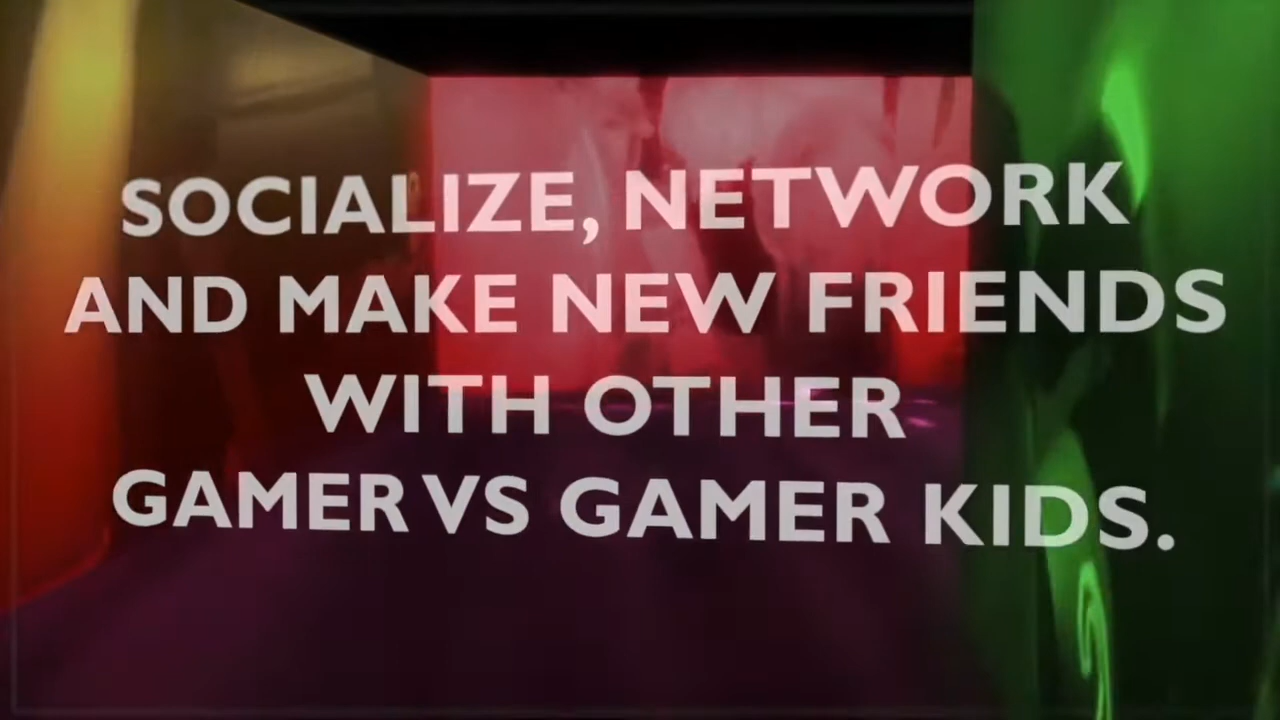 SOCIALIZE, NETWORK
AND MAKE NEW FRIENDS
WITH OTHER
GAMER VS GAMER KIDS.